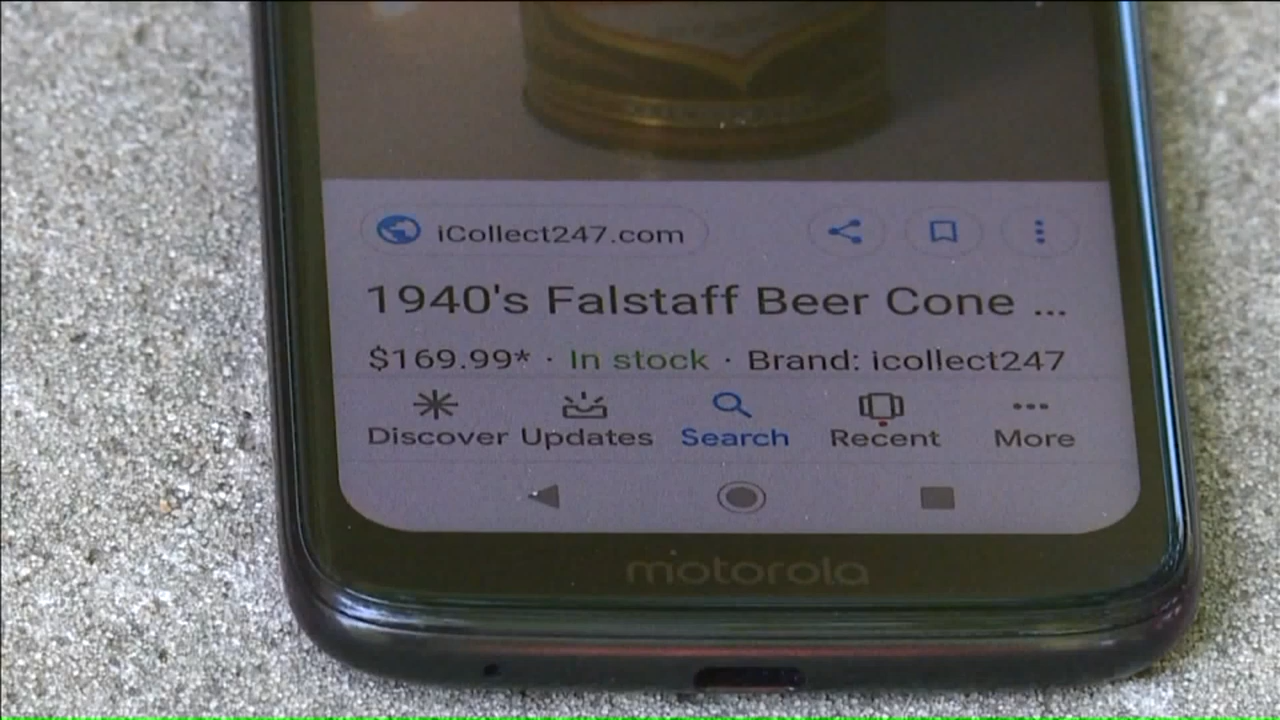 iCollect247.com
1940's Falstaff Beer Cone ...
$169.99* · In stock · Brand: icollect247
Discover Updates Search Recent More
motorola